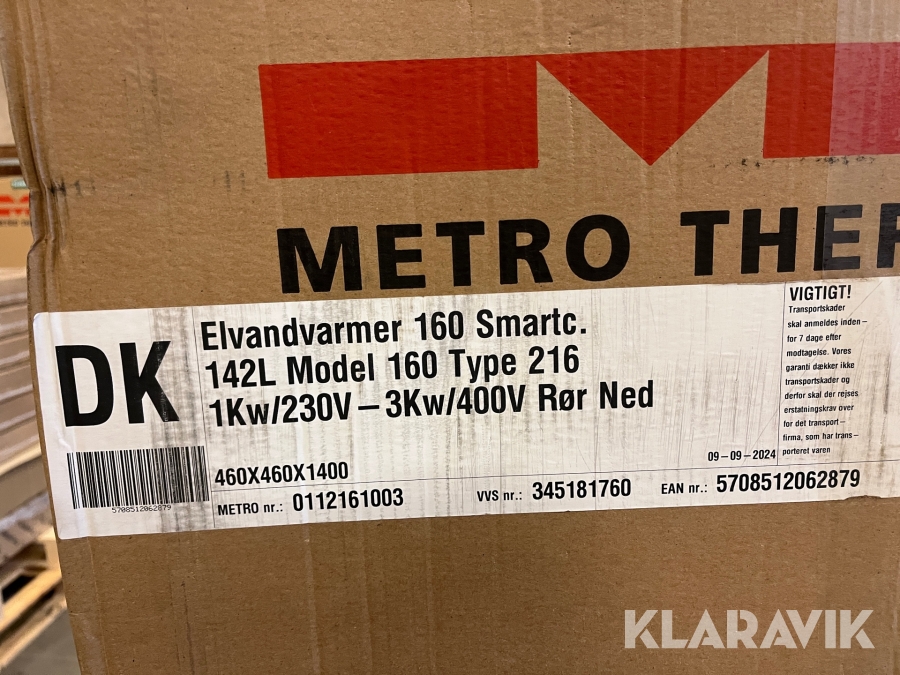 METRO THER
DK
Elvandvarmer 160 Smartc.
142L Model 160 Type 216
1Kw/230V – 3Kw/400V Rør Ned
VIGTIGT!
Transportskader
skal anmeldes inden–
for 7 dage efter
modtagelse. Vores
garanti dækker ikke
transportskader og
derfor skal der rejses
erstatningskrav over
for det transport–
firma, som har trans–
porteret varen
09–09–2024
460X460X1400
5708512062879
METRO nr.: 0112161003
VVS nr.: 345181760
EAN nr.: 5708512062879
KLARAVIK